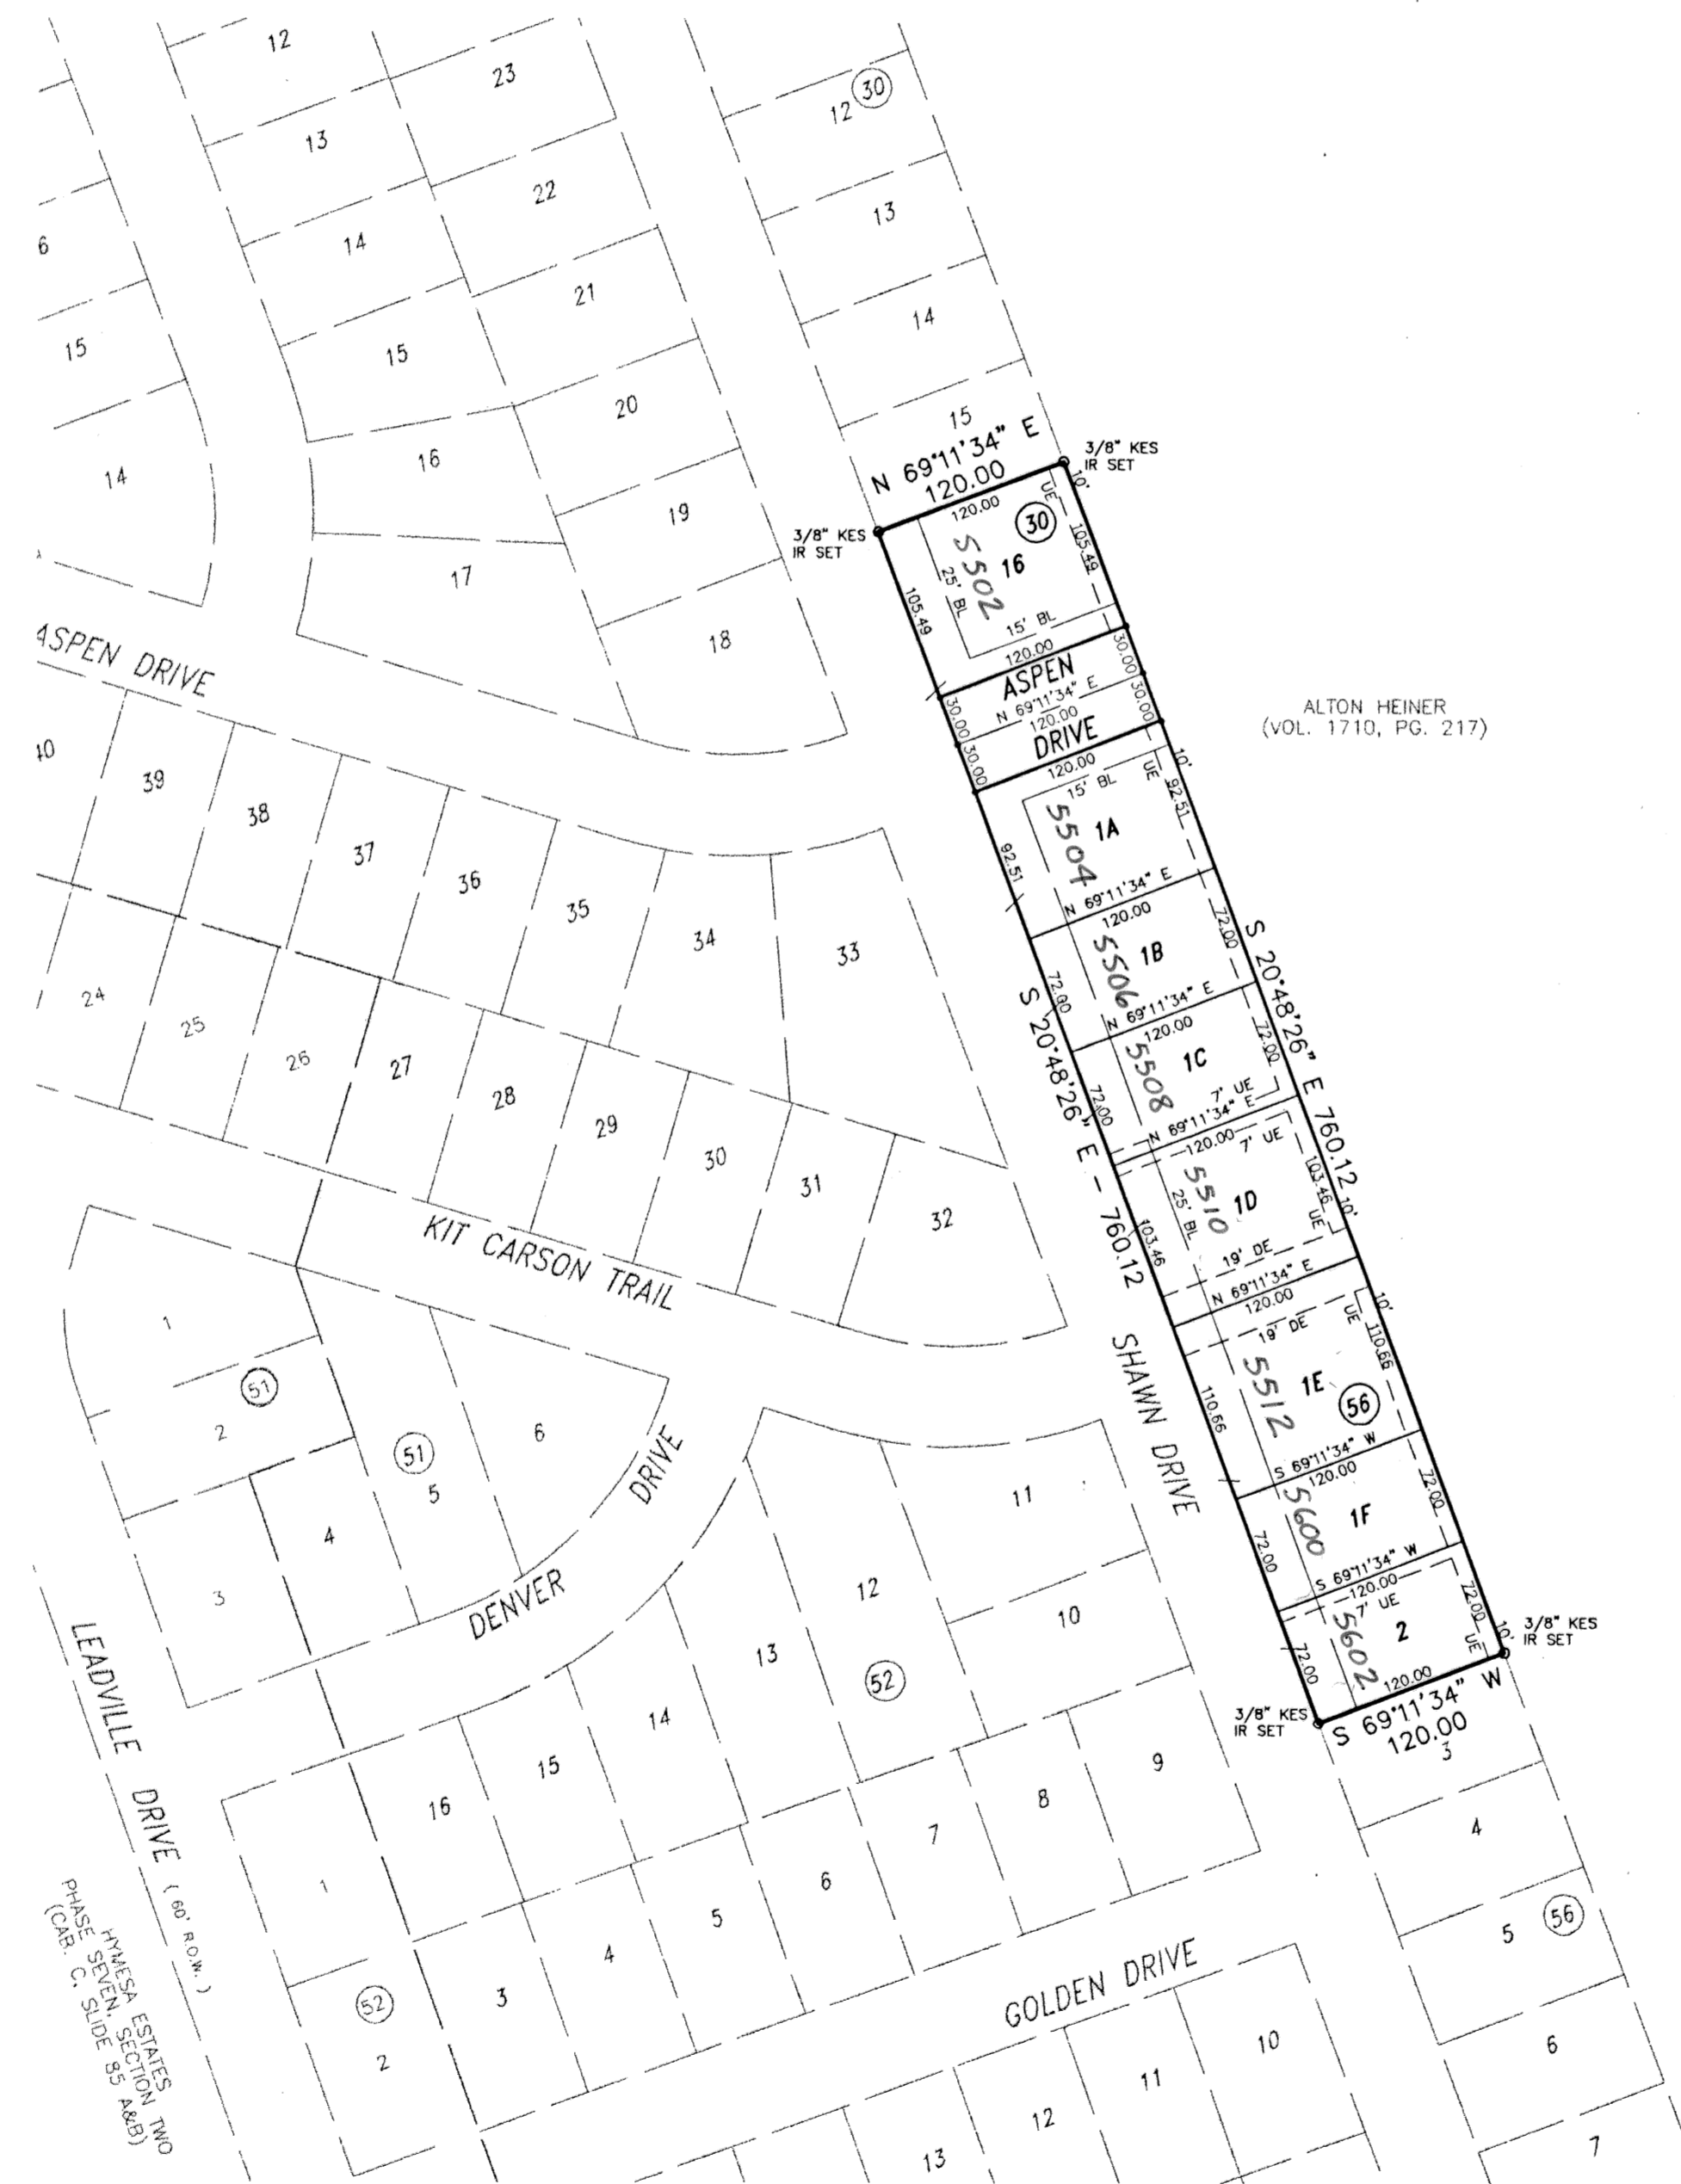 12
23
12
30
13
22
13
6
14
21
14
15
15
20
15
14
16
19
17
18
N 69°11'34" E
120.00
3/8" KES
IR SET
3/8" KES
IR SET
120.00
UE
10'
30
16
5502
25' BL
105.49
105.49
15' BL
120.00
30.00
30.00
ASPEN
N 69°11'34" E
120.00
DRIVE
30.00
30.00
ASPEN DRIVE
ALTON HEINER
(VOL. 1710, PG. 217)
120.00
15' BL
UE
10'
92.51
92.51
1A
5504
N 69°11'34" E
120.00
1B
5506
72.00
72.00
N 69°11'34" E
120.00
1C
5508
72.00
72.00
7' UE
N 69°11'34" E
120.00
7' UE
1D
5510
25' BL
103.46
103.46
10'
UE
19' DE
N 69°11'34" E
120.00
19' DE
UE
10'
110.66
110.66
1E
56
5512
S 69°11'34" W
120.00
1F
5600
72.00
72.00
S 69°11'34" W
120.00
7' UE
2
5602
72.00
72.00
UE
10'
3/8" KES
IR SET
120.00
3/8" KES
IR SET
S 69°11'34" W
120.00
S 20°48'26" E 760.12
S 20°48'26" E - 760.12
SHAWN DRIVE
40
39
38
37
36
35
34
33
24
25
26
27
28
29
30
31
32
KIT CARSON TRAIL
1
51
2
51
5
6
3
4
DENVER
DRIVE
11
12
10
13
52
14
9
15
8
16
7
6
5
4
3
1
52
2
LEADVILLE DRIVE ( 60' R.O.W. )
HYMESA ESTATES
PHASE SEVEN, SECTION TWO
(CAB. C, SLIDE 85 A&B)
GOLDEN DRIVE
10
11
12
13
3
4
5
56
6
7